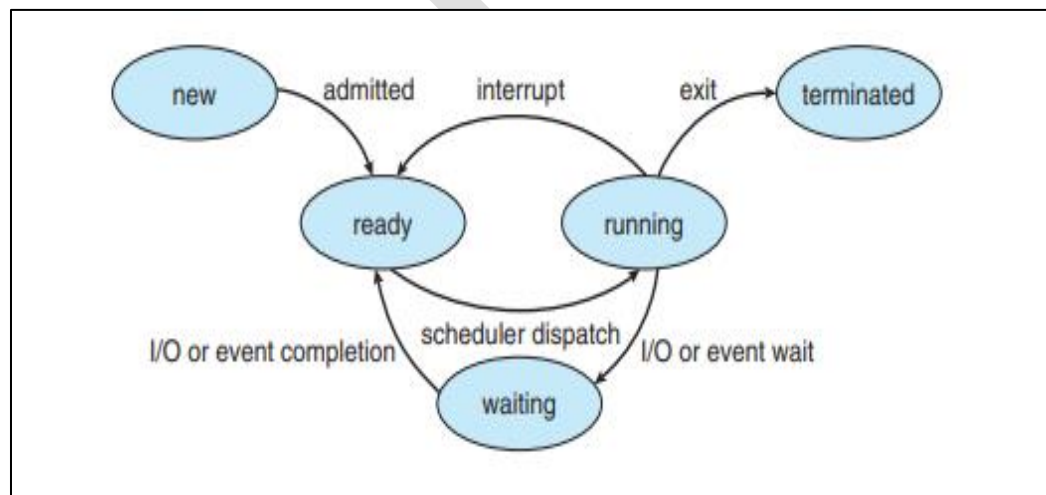 admitted
interrupt
exit
new
terminated
ready
running
scheduler dispatch
I/O or event completion
I/O or event wait
waiting